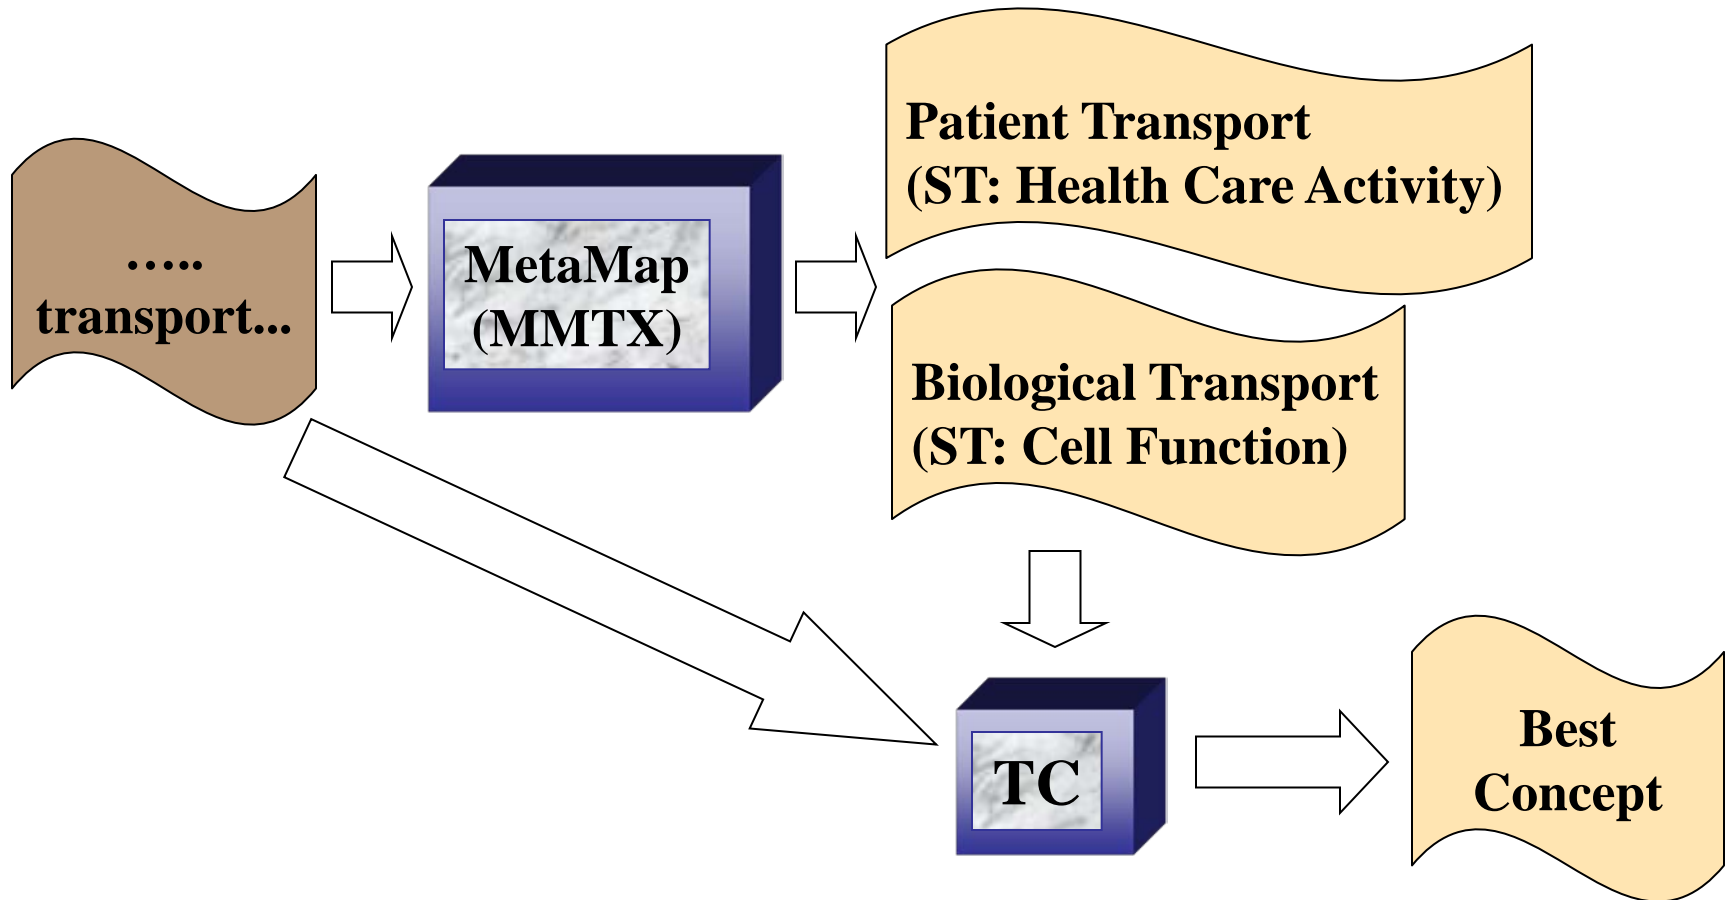 …..
transport...
MetaMap
(MMTX)
Patient Transport
(ST: Health Care Activity)
Biological Transport
(ST: Cell Function)
TC
Best
Concept